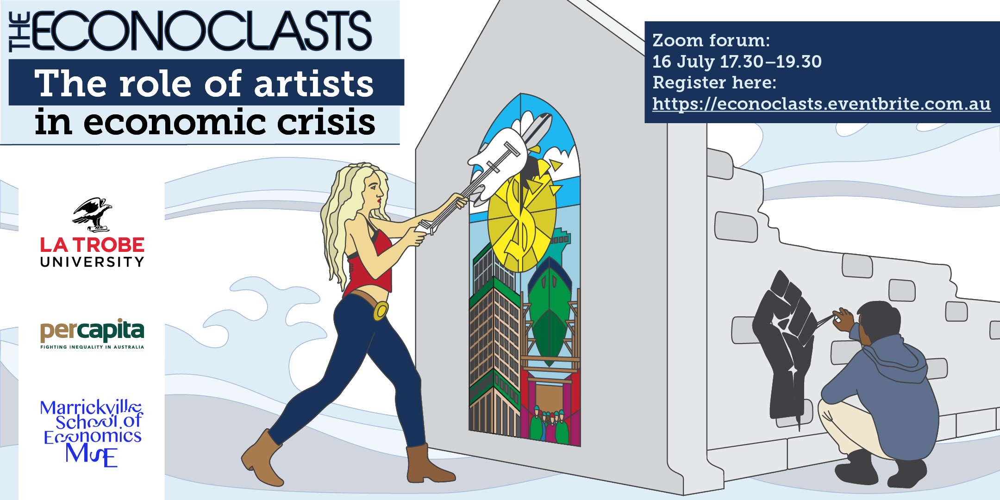 THE ECONOCLASTS
The role of artists
in economic crisis
Zoom forum:
16 July 17.30–19.30
Register here:
https://econoclasts.eventbrite.com.au
LA TROBE
UNIVERSITY
percapita
FIGHTING INEQUALITY IN AUSTRALIA
Marrickville
School of
Economics
MSE